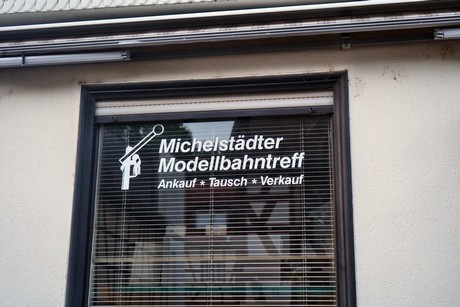 Michelstädter
Modellbahntreff
Ankauf * Tausch * Verkauf